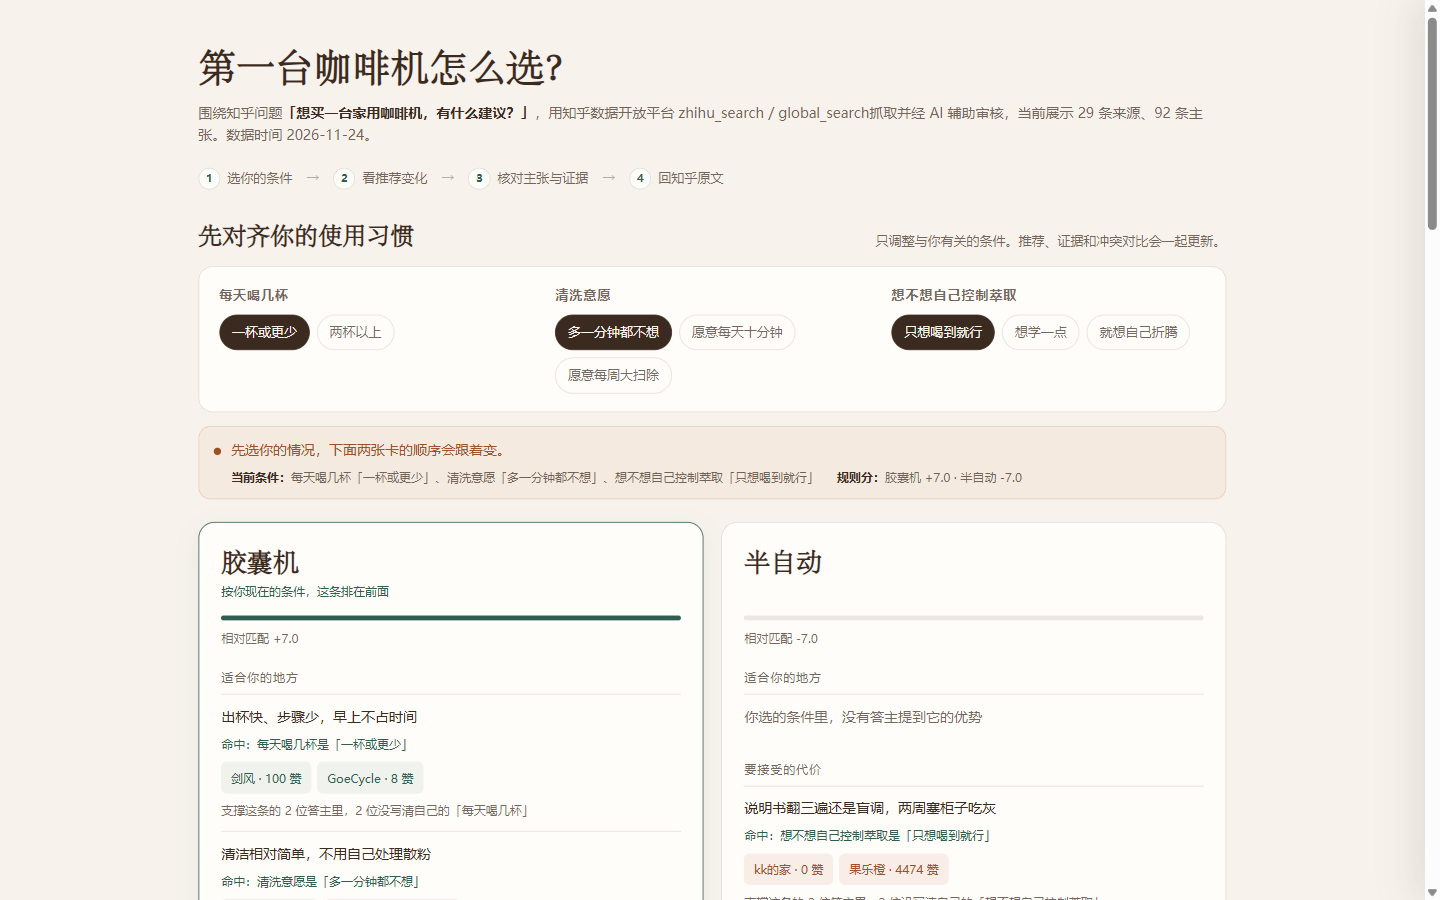 第一台咖啡机怎么选？
围绕知乎问题「想买一台家用咖啡机，有什么建议？」，用知乎数据开放平台 zhihu_search / global_search抓取并经 AI 辅助审核，当前展示 29 条来源、92 条主
张。数据时间 2026-11-24。
1 选你的条件 → 2 看推荐变化 → 3 核对主张与证据 → 4 回知乎原文
先对齐你的使用习惯
只调整与你有关的条件。推荐、证据和冲突对比会一起更新。
每天喝几杯
一杯或更少 两杯以上
清洗意愿
多一分钟都不想 愿意每天十分钟
愿意每周大扫除
想不想自己控制萃取
只想喝到就行 想学一点 就想自己折腾
先选你的情况，下面两张卡的顺序会跟着变。
当前条件：每天喝几杯「一杯或更少」、清洗意愿「多一分钟都不想」、想不想自己控制萃取「只想喝到就行」 规则分：胶囊机 +7.0 · 半自动 -7.0
胶囊机
按你现在的条件，这条排在前面
相对匹配 +7.0
适合你的地方
出杯快、步骤少，早上不占时间
命中：每天喝几杯是「一杯或更少」
剑风 · 100 赞 GoeCycle · 8 赞
支撑这条的 2 位答主里，2 位没写清自己的「每天喝几杯」
清洁相对简单，不用自己处理散粉
命中：清洗意愿是「多一分钟都不想」
半自动
相对匹配 -7.0
适合你的地方
你选的条件里，没有答主提到它的优势
要接受的代价
说明书翻三遍还是盲调，两周塞柜子吃灰
命中：想不想自己控制萃取是「只想喝到就行」
kk的家 · 0 赞 果乐橙 · 4474 赞